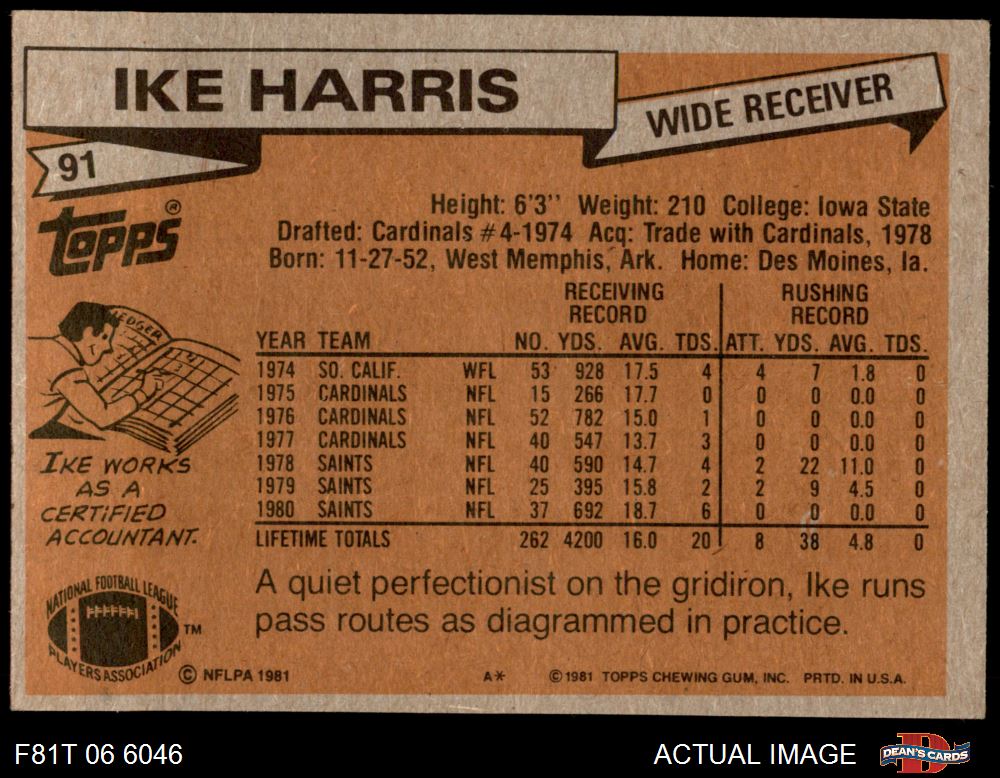 IKE HARRIS
WIDE RECEIVER
91
TOPPS®
Height: 6'3'' Weight: 210 College: Iowa State
Drafted: Cardinals #4-1974 Acq: Trade with Cardinals, 1978
Born: 11-27-52, West Memphis, Ark. Home: Des Moines, Ia.
RECEIVING RECORD RUSHING RECORD
YEAR TEAM NO. YDS. AVG. TDS. ATT. YDS. AVG. TDS.
1974 SO. CALIF. WFL 53 928 17.5 4 4 7 1.8 0
1975 CARDINALS NFL 15 266 17.7 0 0 0 0.0 0
1976 CARDINALS NFL 52 782 15.0 1 0 0 0.0 0
1977 CARDINALS NFL 40 547 13.7 3 0 0 0.0 0
1978 SAINTS NFL 40 590 14.7 4 2 22 11.0 0
1979 SAINTS NFL 25 395 15.8 2 2 9 4.5 0
1980 SAINTS NFL 37 692 18.7 6 0 0 0.0 0
LIFETIME TOTALS 262 4200 16.0 20 8 38 4.8 0
LEDGER
IKE WORKS
AS A
CERTIFIED
ACCOUNTANT.
A quiet perfectionist on the gridiron, Ike runs
pass routes as diagrammed in practice.
NATIONAL FOOTBALL LEAGUE
PLAYERS ASSOCIATION
TM
© NFLPA 1981 A* ©1981 TOPPS CHEWING GUM, INC. PRTD. IN U.S.A.
F81T 06 6046 ACTUAL IMAGE
D
DEAN'S CARDS